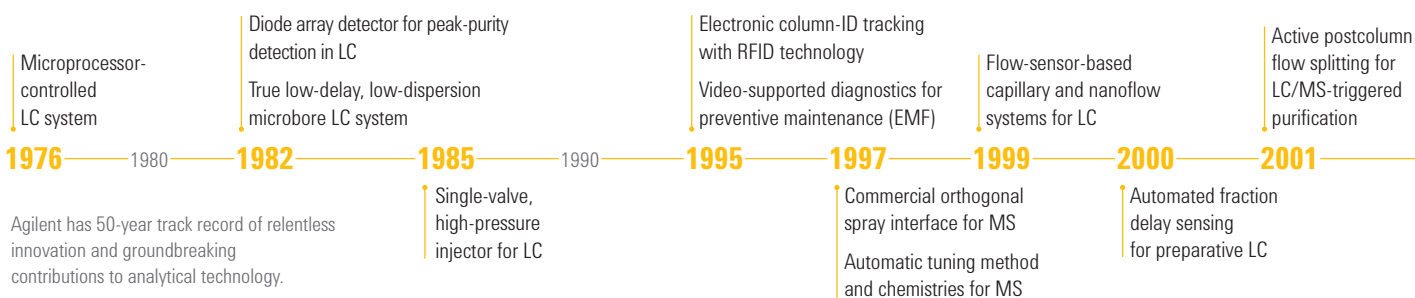 Microprocessor-
controlled
LC system
Diode array detector for peak-purity
detection in LC
True low-delay, low-dispersion
microbore LC system
Electronic column-ID tracking
with RFID technology
Video-supported diagnostics for
preventive maintenance (EMF)
Flow-sensor-based
capillary and nanoflow
systems for LC
Active postcolumn
flow splitting for
LC/MS-triggered
purification
1976 1980 1982 1985 1990 1995 1997 1999 2000 2001
Agilent has 50-year track record of relentless
innovation and groundbreaking
contributions to analytical technology.
Single-valve,
high-pressure
injector for LC
Commercial orthogonal
spray interface for MS
Automatic tuning method
and chemistries for MS
Automated fraction
delay sensing
for preparative LC